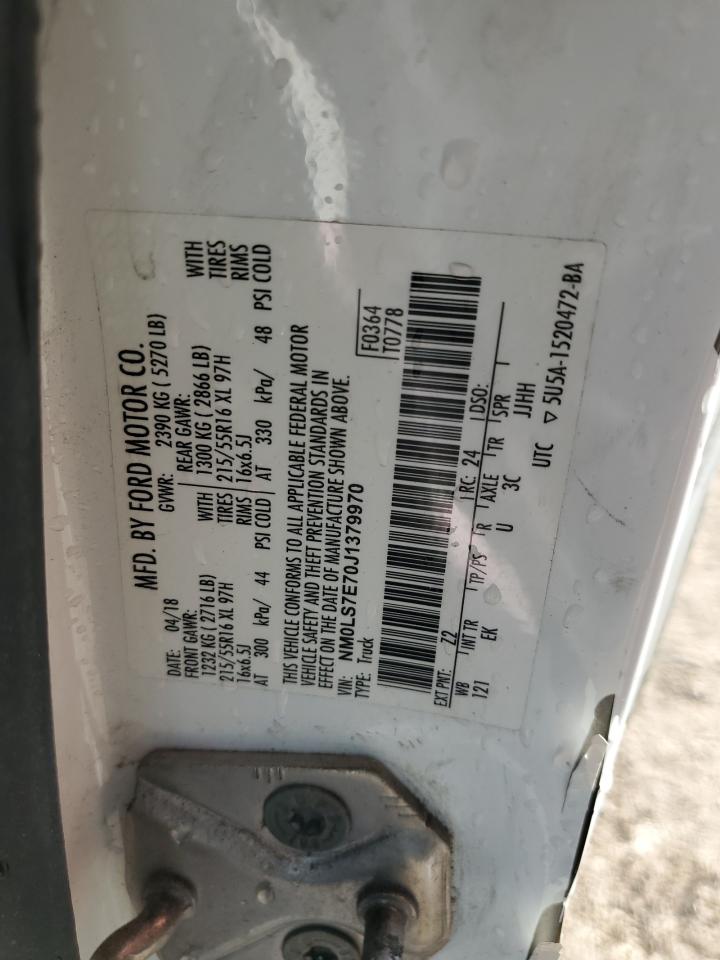 MFD. BY FORD MOTOR CO.
DATE: 04/18 GVWR: 2390 KG ( 5270 LB)
FRONT GAWR: REAR GAWR: WITH
1232 KG ( 2716 LB) WITH 1300 KG ( 2866 LB) TIRES
215/55R16 XL 97H TIRES 215/55R16 XL 97H RIMS
16x6.5J RIMS 16x6.5J
AT 300 kPa/ 44 PSI COLD AT 330 kPa/ 48 PSI COLD
THIS VEHICLE CONFORMS TO ALL APPLICABLE FEDERAL MOTOR
VEHICLE SAFETY AND THEFT PREVENTION STANDARDS IN
EFFECT ON THE DATE OF MANUFACTURE SHOWN ABOVE.
VIN: NM0LS7E70J1379970 F0364
TYPE: Truck T0778
EXT PNT: Z2 RC: 24 DSO:
WB INT TR TP/PS R AXLE TR SPR
121 EK U 3C JJHH
UTC ▽ 5U5A-1520472-BA